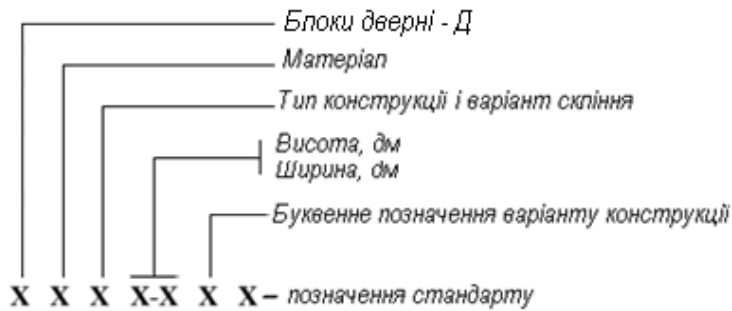 Блоки дверні - Д
Матеріал
Тип конструкції і варіант скління
Висота, дм
Ширина, дм
Буквенне позначення варіанту конструкції
X X X X-X X X – позначення стандарту